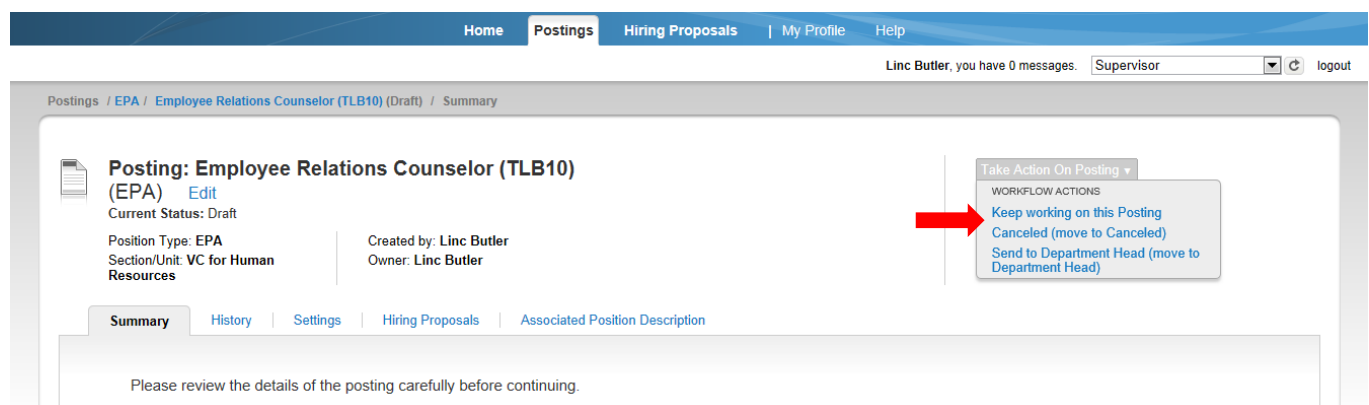 Home Postings Hiring Proposals | My Profile Help
Linc Butler, you have 0 messages. Supervisor logout
Postings / EPA / Employee Relations Counselor (TLB10) (Draft) / Summary
Posting: Employee Relations Counselor (TLB10)
(EPA) Edit
Current Status: Draft
Position Type: EPA
Section/Unit: VC for Human
Resources
Created by: Linc Butler
Owner: Linc Butler
Take Action On Posting ▾
WORKFLOW ACTIONS
Keep working on this Posting
Canceled (move to Canceled)
Send to Department Head (move to
Department Head)
Summary History Settings Hiring Proposals Associated Position Description
Please review the details of the posting carefully before continuing.